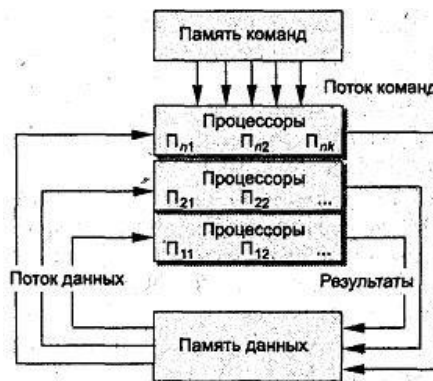 Память команд
Поток команд
Процессоры
Пn1 Пn2 Пnk
Процессоры
П21 П22 ...
Процессоры
П11 П12 ...
Поток данных
Результаты
Память данных